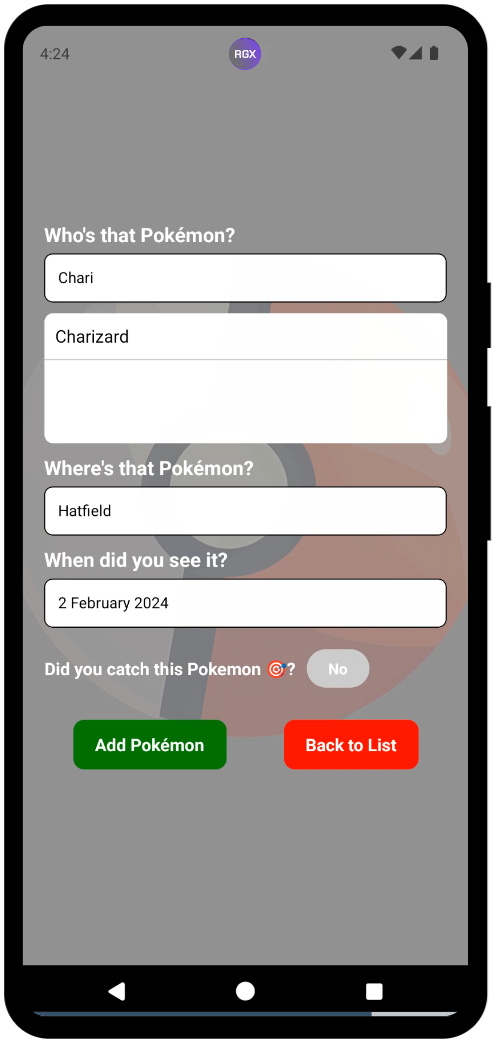 4:24
RGX
Who's that Pokémon?
Chari
Charizard
Where's that Pokémon?
Hatfield
When did you see it?
2 February 2024
Did you catch this Pokemon 🎯? No
Add Pokémon Back to List